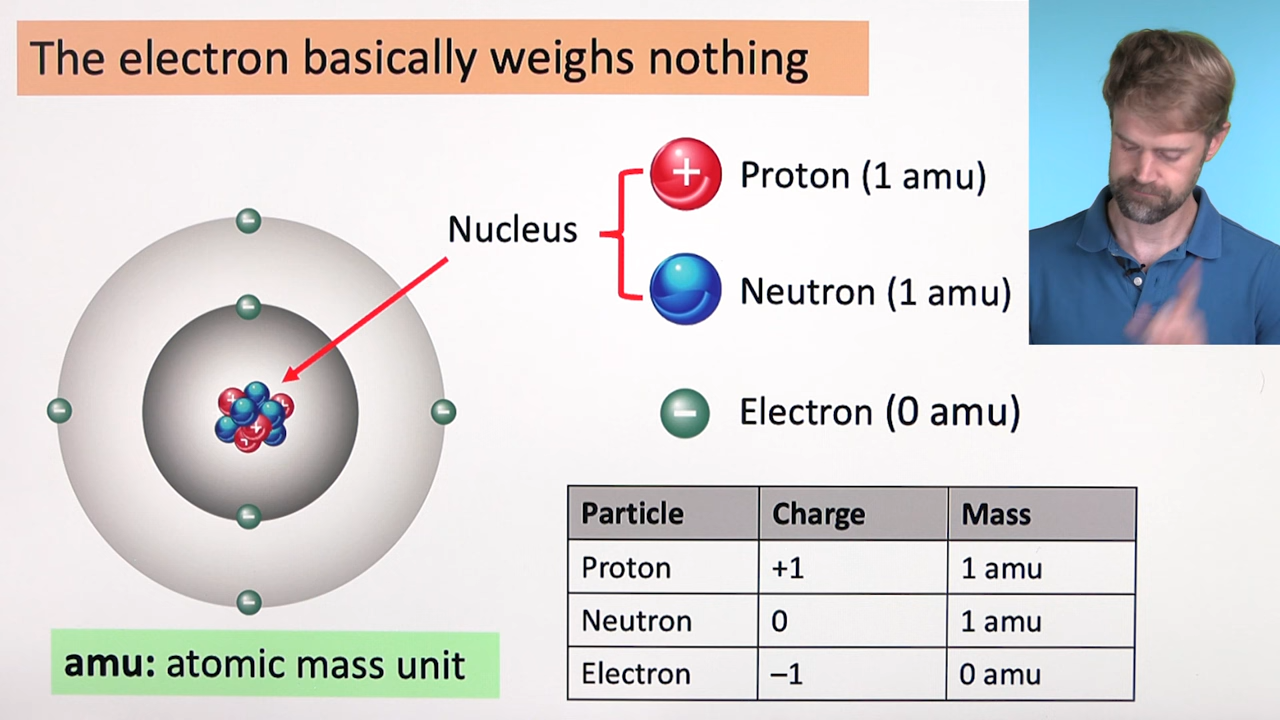 The electron basically weighs nothing
+ Proton (1 amu)
Nucleus
Neutron (1 amu)
− Electron (0 amu)
−
−
−
−
−
−
+
+
+
Particle Charge Mass
Proton +1 1 amu
Neutron 0 1 amu
Electron –1 0 amu
amu: atomic mass unit